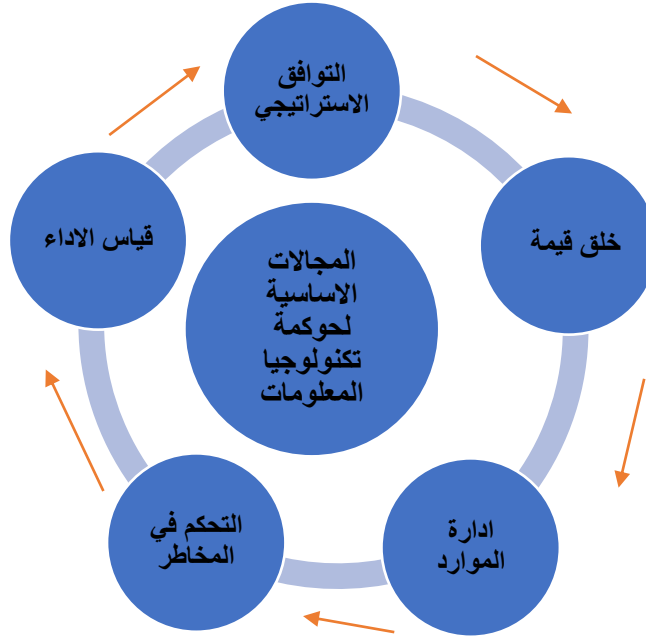 التوافق
الاستراتيجي
خلق قيمة
ادارة
الموارد
التحكم في
المخاطر
قياس الاداء
المجالات
الاساسية
لحوكمة
تكنولوجيا
المعلومات